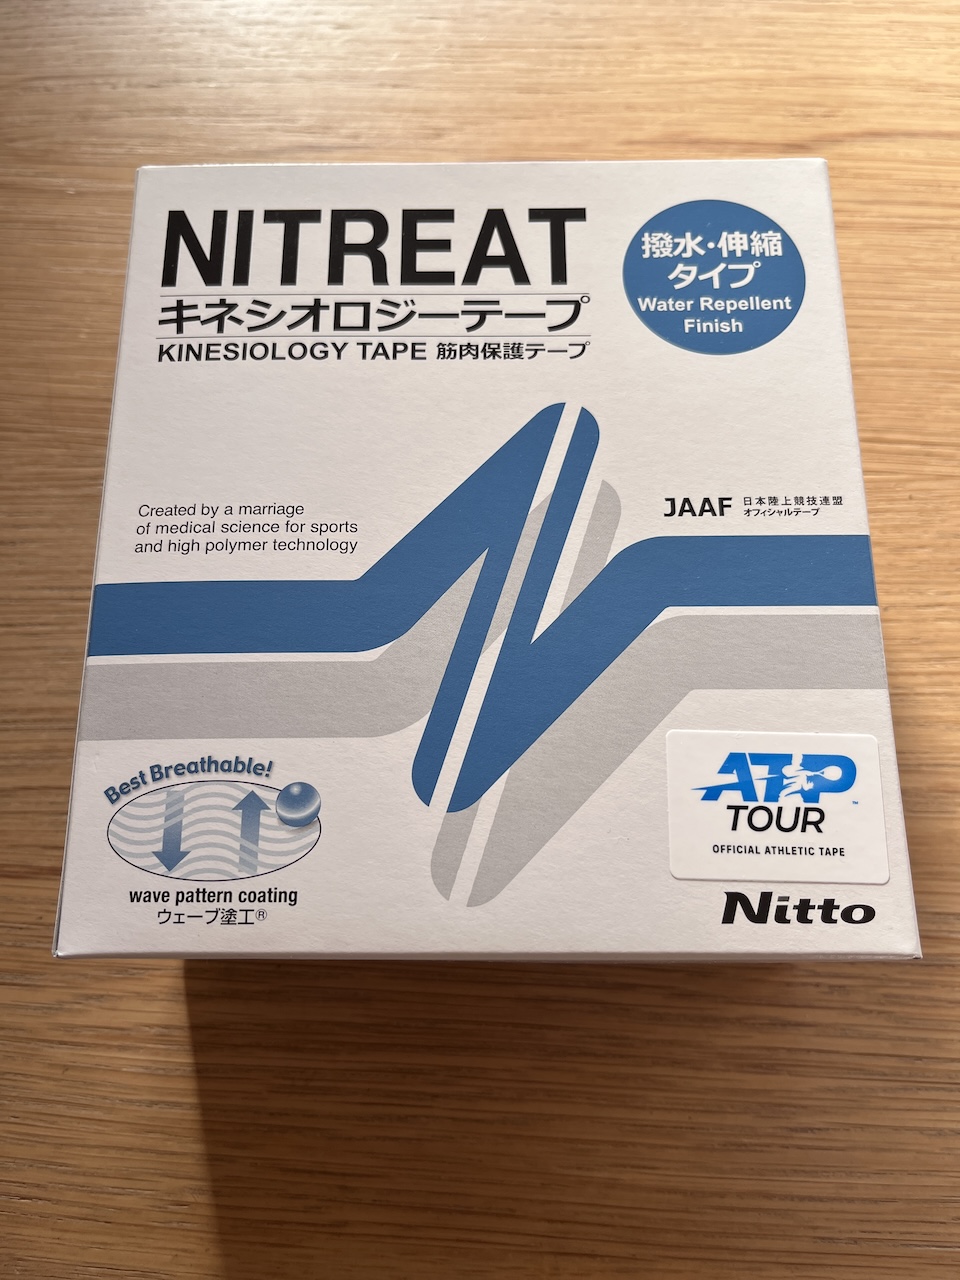 NITREAT
キネシオロジーテープ
KINESIOLOGY TAPE 筋肉保護テープ
撥水・伸縮
タイプ
Water Repellent
Finish
Created by a marriage
of medical science for sports
and high polymer technology
JAAF 日本陸上競技連盟
オフィシャルテープ
Best Breathable!
wave pattern coating
ウェーブ塗工®
ATP™
TOUR
OFFICIAL ATHLETIC TAPE
Nitto